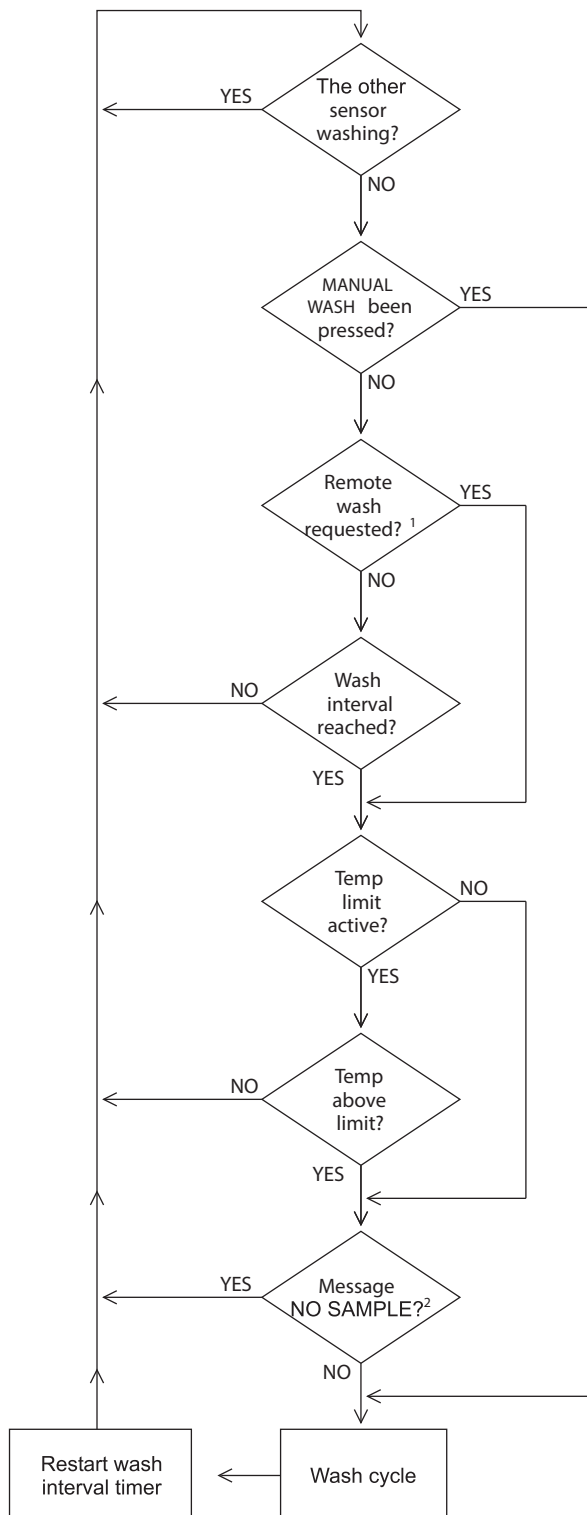 The other
sensor
washing?
YES
NO
MANUAL
WASH been
pressed?
YES
NO
Remote
wash
requested? 1
YES
NO
Wash
interval
reached?
NO
YES
Temp
limit
active?
NO
YES
Temp
above
limit?
NO
YES
Message
NO SAMPLE?2
YES
NO
Restart wash
interval timer
Wash cycle